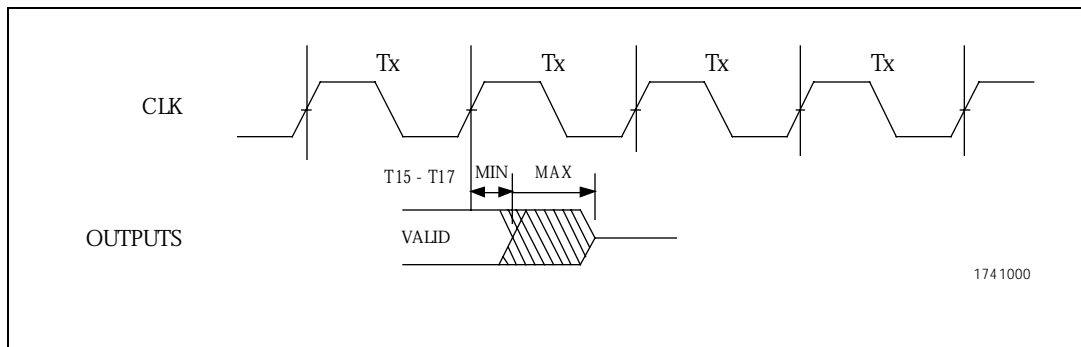 Tx Tx Tx Tx
CLK
T15 - T17 MIN MAX
OUTPUTS VALID
1741000